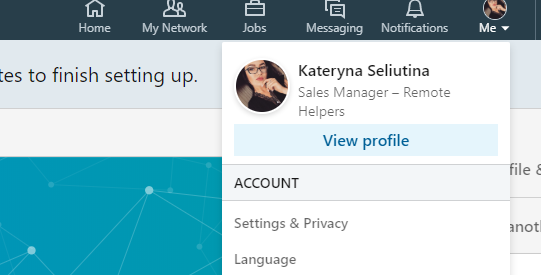 Home
My Network
Jobs
Messaging
Notifications
Me
tes to finish setting up.
Kateryna Seliutina
Sales Manager – Remote
Helpers
View profile
file &
ACCOUNT
anot
Settings & Privacy
Language